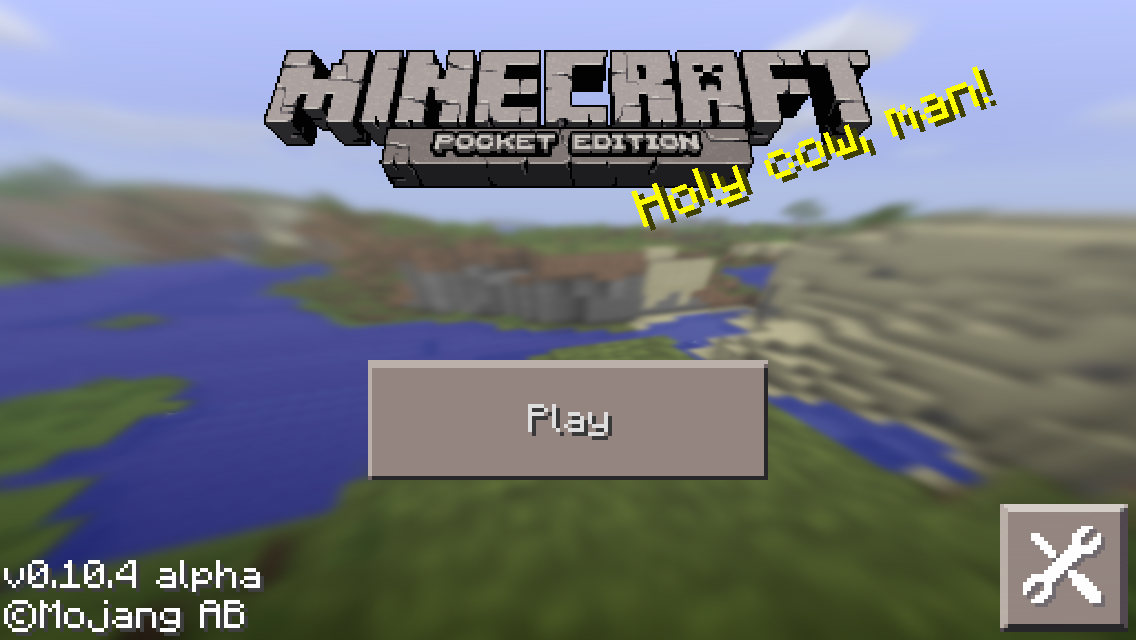 MINECRAFT
POCKET EDITION
Holy cow, man!
Play
v0.10.4 alpha
©Mojang AB